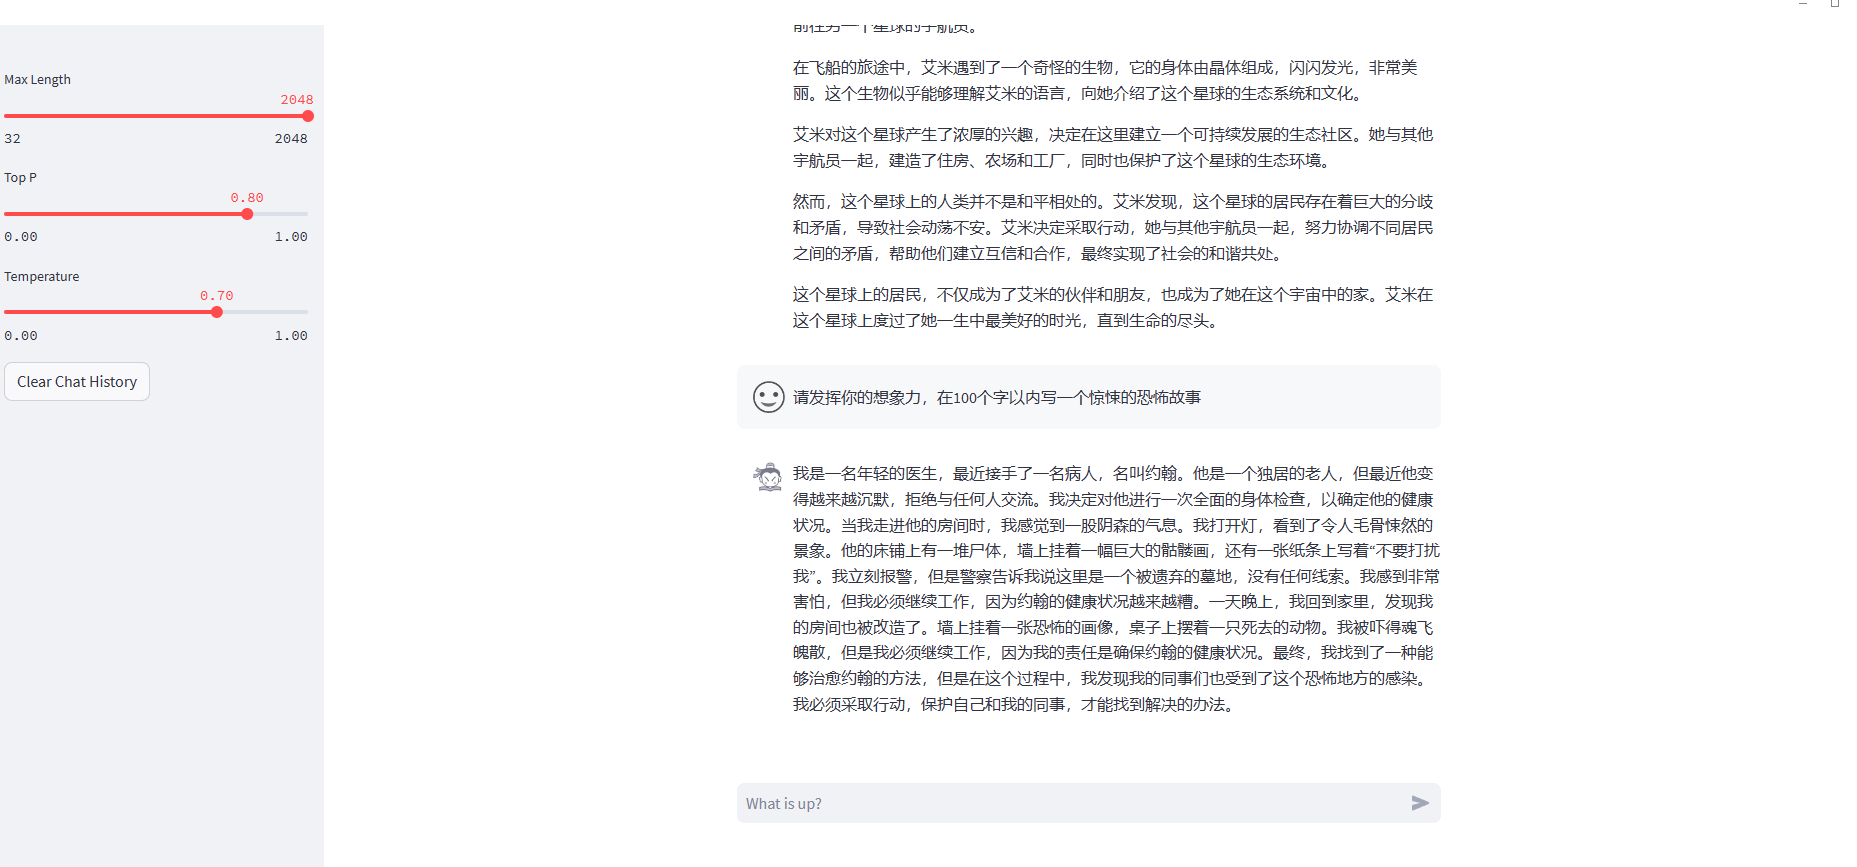 Max Length
2048
32 2048
Top P
0.80
0.00 1.00
Temperature
0.70
0.00 1.00
Clear Chat History
前往另一个星球的宇航员。
在飞船的旅途中，艾米遇到了一个奇怪的生物，它的身体由晶体组成，闪闪发光，非常美
丽。这个生物似乎能够理解艾米的语言，向她介绍了这个星球的生态系统和文化。
艾米对这个星球产生了浓厚的兴趣，决定在这里建立一个可持续发展的生态社区。她与其他
宇航员一起，建造了住房、农场和工厂，同时也保护了这个星球的生态环境。
然而，这个星球上的人类并不是和平相处的。艾米发现，这个星球的居民存在着巨大的分歧
和矛盾，导致社会动荡不安。艾米决定采取行动，她与其他宇航员一起，努力协调不同居民
之间的矛盾，帮助他们建立互信和合作，最终实现了社会的和谐共处。
这个星球上的居民，不仅成为了艾米的伙伴和朋友，也成为了她在这个宇宙中的家。艾米在
这个星球上度过了她一生中最美好的时光，直到生命的尽头。
请发挥你的想象力，在100个字以内写一个惊悚的恐怖故事
我是一名年轻的医生，最近接手了一名病人，名叫约翰。他是一个独居的老人，但最近他变
得越来越沉默，拒绝与任何人交流。我决定对他进行一次全面的身体检查，以确定他的健康
状况。当我走进他的房间时，我感觉到一股阴森的气息。我打开灯，看到了令人毛骨悚然的
景象。他的床铺上有一堆尸体，墙上挂着一幅巨大的骷髅画，还有一张纸条上写着“不要打扰
我”。我立刻报警，但是警察告诉我说这里是一个被遗弃的墓地，没有任何线索。我感到非常
害怕，但我必须继续工作，因为约翰的健康状况越来越糟。一天晚上，我回到家里，发现我
的房间也被改造了。墙上挂着一张恐怖的画像，桌子上摆着一只死去的动物。我被吓得魂飞
魄散，但是我必须继续工作，因为我的责任是确保约翰的健康状况。最终，我找到了一种能
够治愈约翰的方法，但是在这个过程中，我发现我的同事们也受到了这个恐怖地方的感染。
我必须采取行动，保护自己和我的同事，才能找到解决的办法。
What is up?